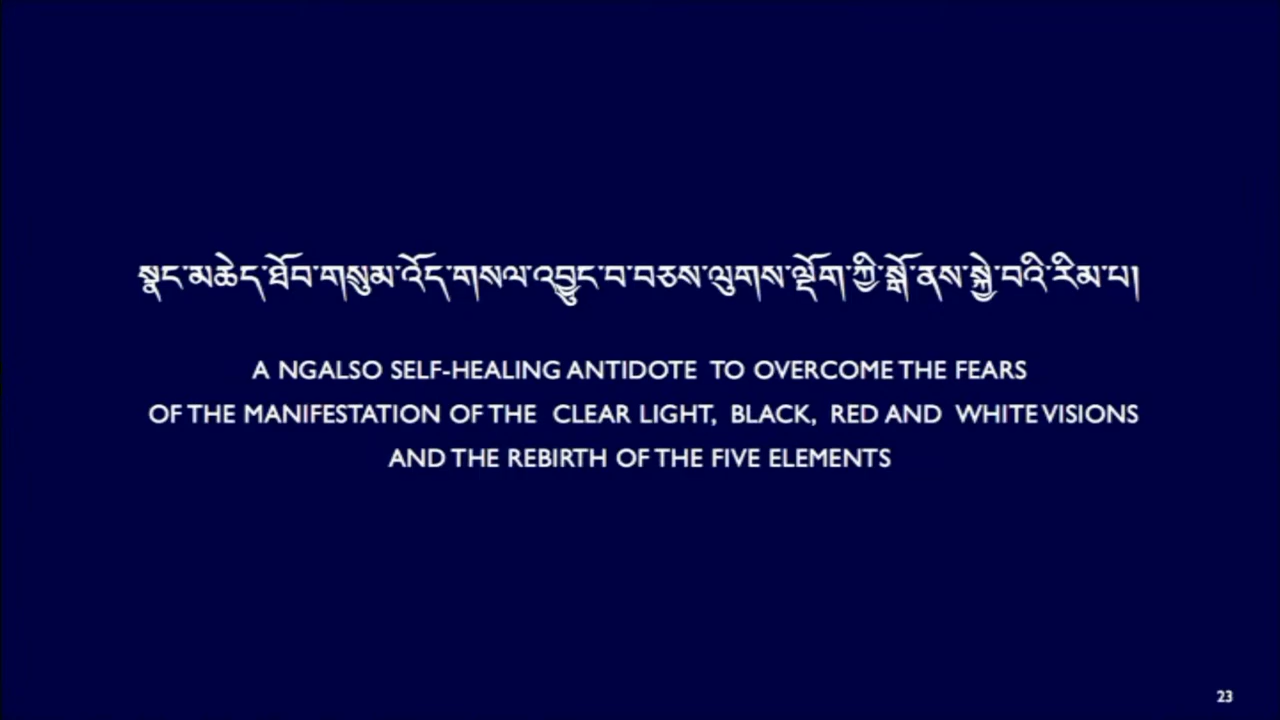 སྣང་མཆེད་ཐོབ་གསུམ་འོད་གསལ་འབྱུང་བ་བཅས་ལུགས་ལྡོག་ཀྱི་སྒོ་ནས་སྐྱེ་བའི་རིམ་པ།
A NGALSO SELF-HEALING ANTIDOTE TO OVERCOME THE FEARS
OF THE MANIFESTATION OF THE CLEAR LIGHT, BLACK, RED AND WHITE VISIONS
AND THE REBIRTH OF THE FIVE ELEMENTS
23